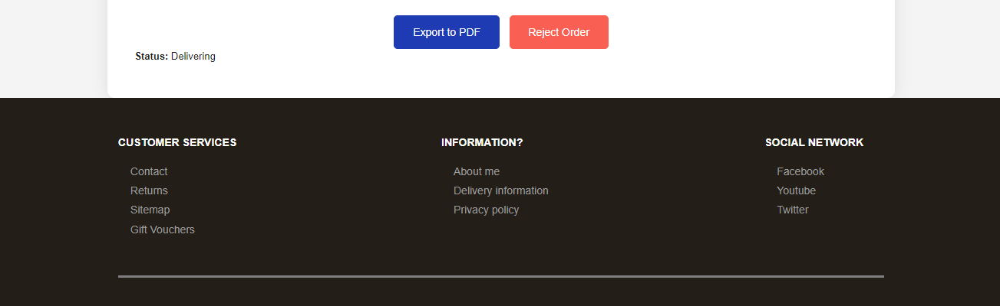 Export to PDF
Reject Order
Status: Delivering
CUSTOMER SERVICES
Contact
Returns
Sitemap
Gift Vouchers
INFORMATION?
About me
Delivery information
Privacy policy
SOCIAL NETWORK
Facebook
Youtube
Twitter